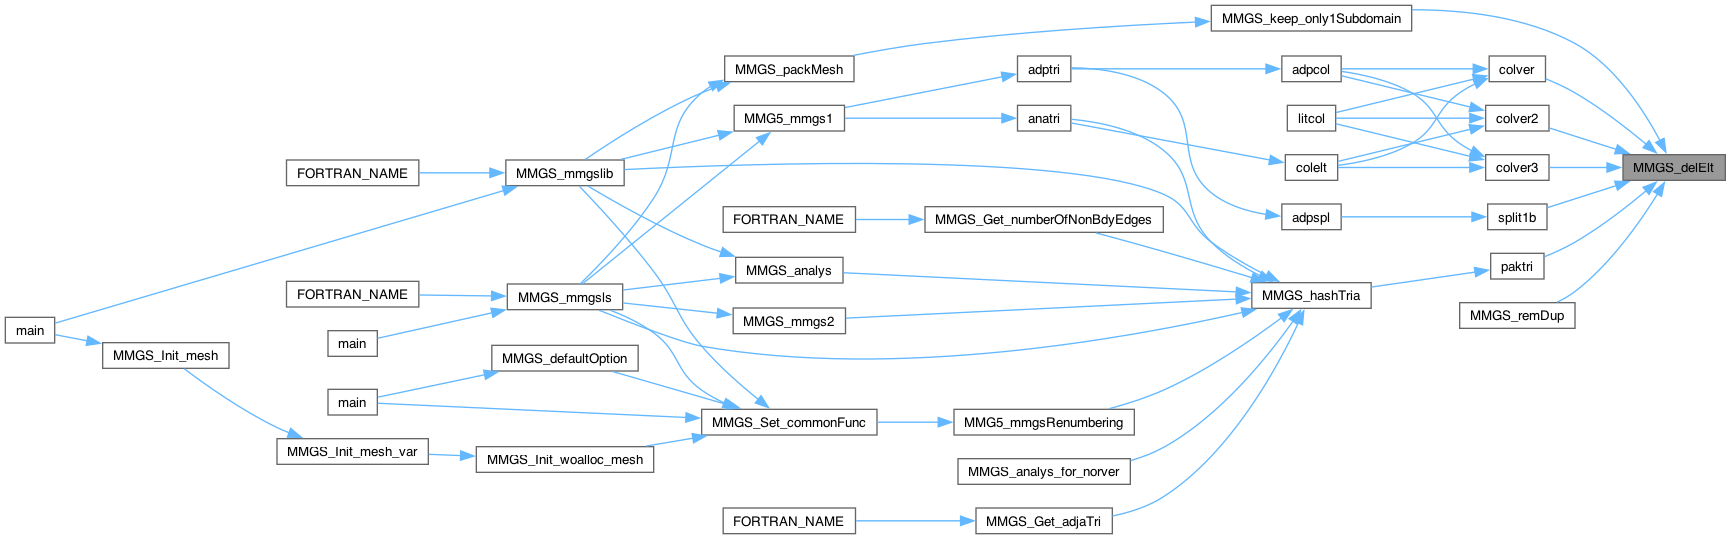 MMGS_keep_only1Subdomain
MMGS_packMesh
adptri
adpcol
colver
MMG5_mmgs1
anatri
litcol
colver2
FORTRAN_NAME
MMGS_mmgslib
colelt
colver3
MMGS_delElt
FORTRAN_NAME
MMGS_Get_numberOfNonBdyEdges
adpspl
split1b
MMGS_analys
paktri
FORTRAN_NAME
MMGS_mmgsls
MMGS_hashTria
MMGS_mmgs2
MMGS_remDup
main
main
MMGS_Init_mesh
MMGS_defaultOption
main
MMGS_Set_commonFunc
MMG5_mmgsRenumbering
MMGS_Init_mesh_var
MMGS_Init_woalloc_mesh
MMGS_analys_for_norver
FORTRAN_NAME
MMGS_Get_adjaTri